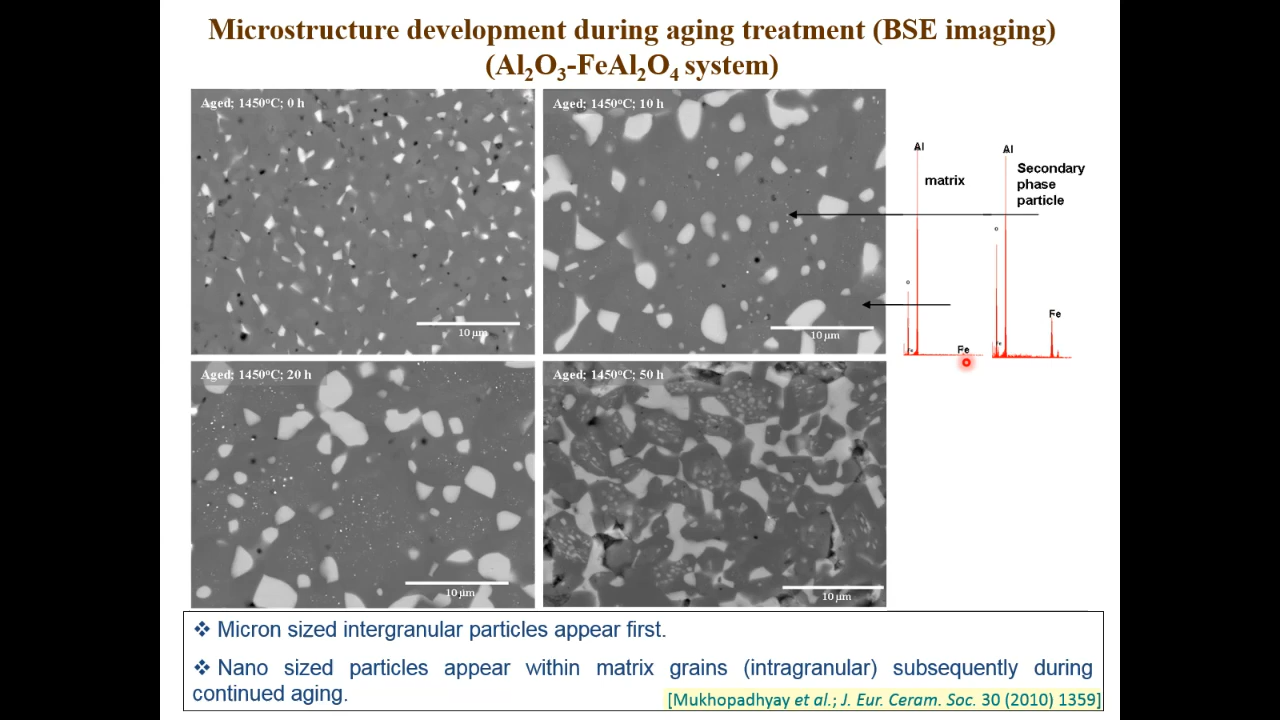 Microstructure development during aging treatment (BSE imaging)
(Al₂O₃-FeAl₂O₄ system)
Aged; 1450°C; 0 h
10 µm
Aged; 1450°C; 10 h
10 µm
Al
matrix
O
Fe
Fe
Al
Secondary
phase
particle
O
Fe
Fe
Aged; 1450°C; 20 h
10 µm
Aged; 1450°C; 50 h
10 µm
❖ Micron sized intergranular particles appear first.
❖ Nano sized particles appear within matrix grains (intragranular) subsequently during
continued aging.
[Mukhopadhyay et al.; J. Eur. Ceram. Soc. 30 (2010) 1359]